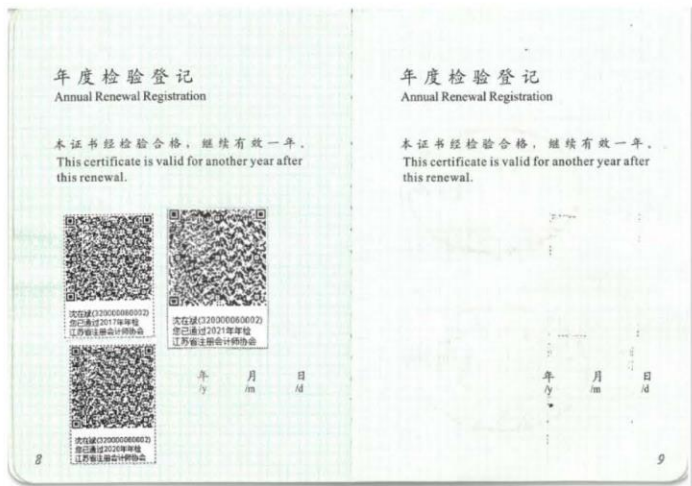 年度检验登记
Annual Renewal Registration
本证书经检验合格，继续有效一年。
This certificate is valid for another year after
this renewal.
沈在斌(320000060002)
您已通过2017年年检
江苏省注册会计师协会
沈在斌(320000060002)
您已通过2021年年检
江苏省注册会计师协会
沈在斌(320000060002)
您已通过2020年年检
江苏省注册会计师协会
年 月 日
/y /m /d
8
年度检验登记
Annual Renewal Registration
本证书经检验合格，继续有效一年。
This certificate is valid for another year after
this renewal.
年 月 日
/y /m /d
9